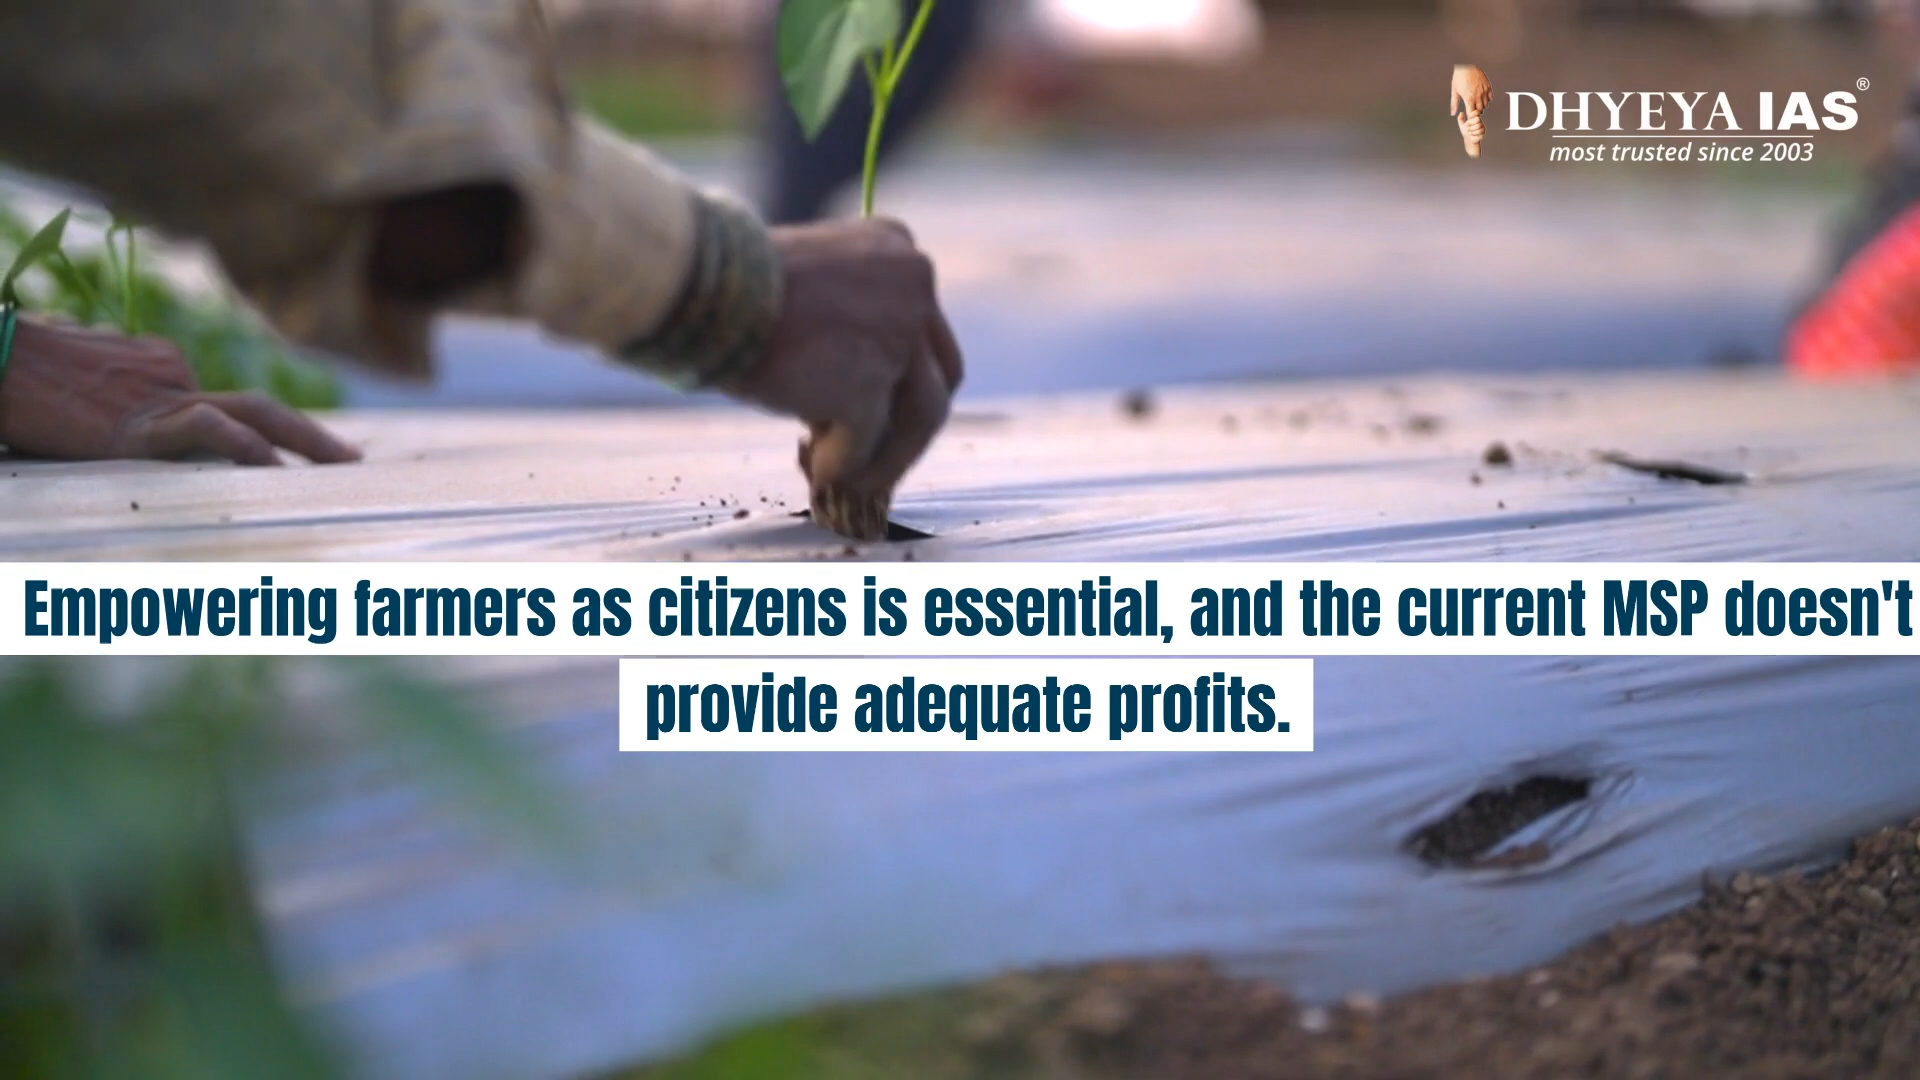 DHYEYA IAS®
most trusted since 2003
Empowering farmers as citizens is essential, and the current MSP doesn't
provide adequate profits.